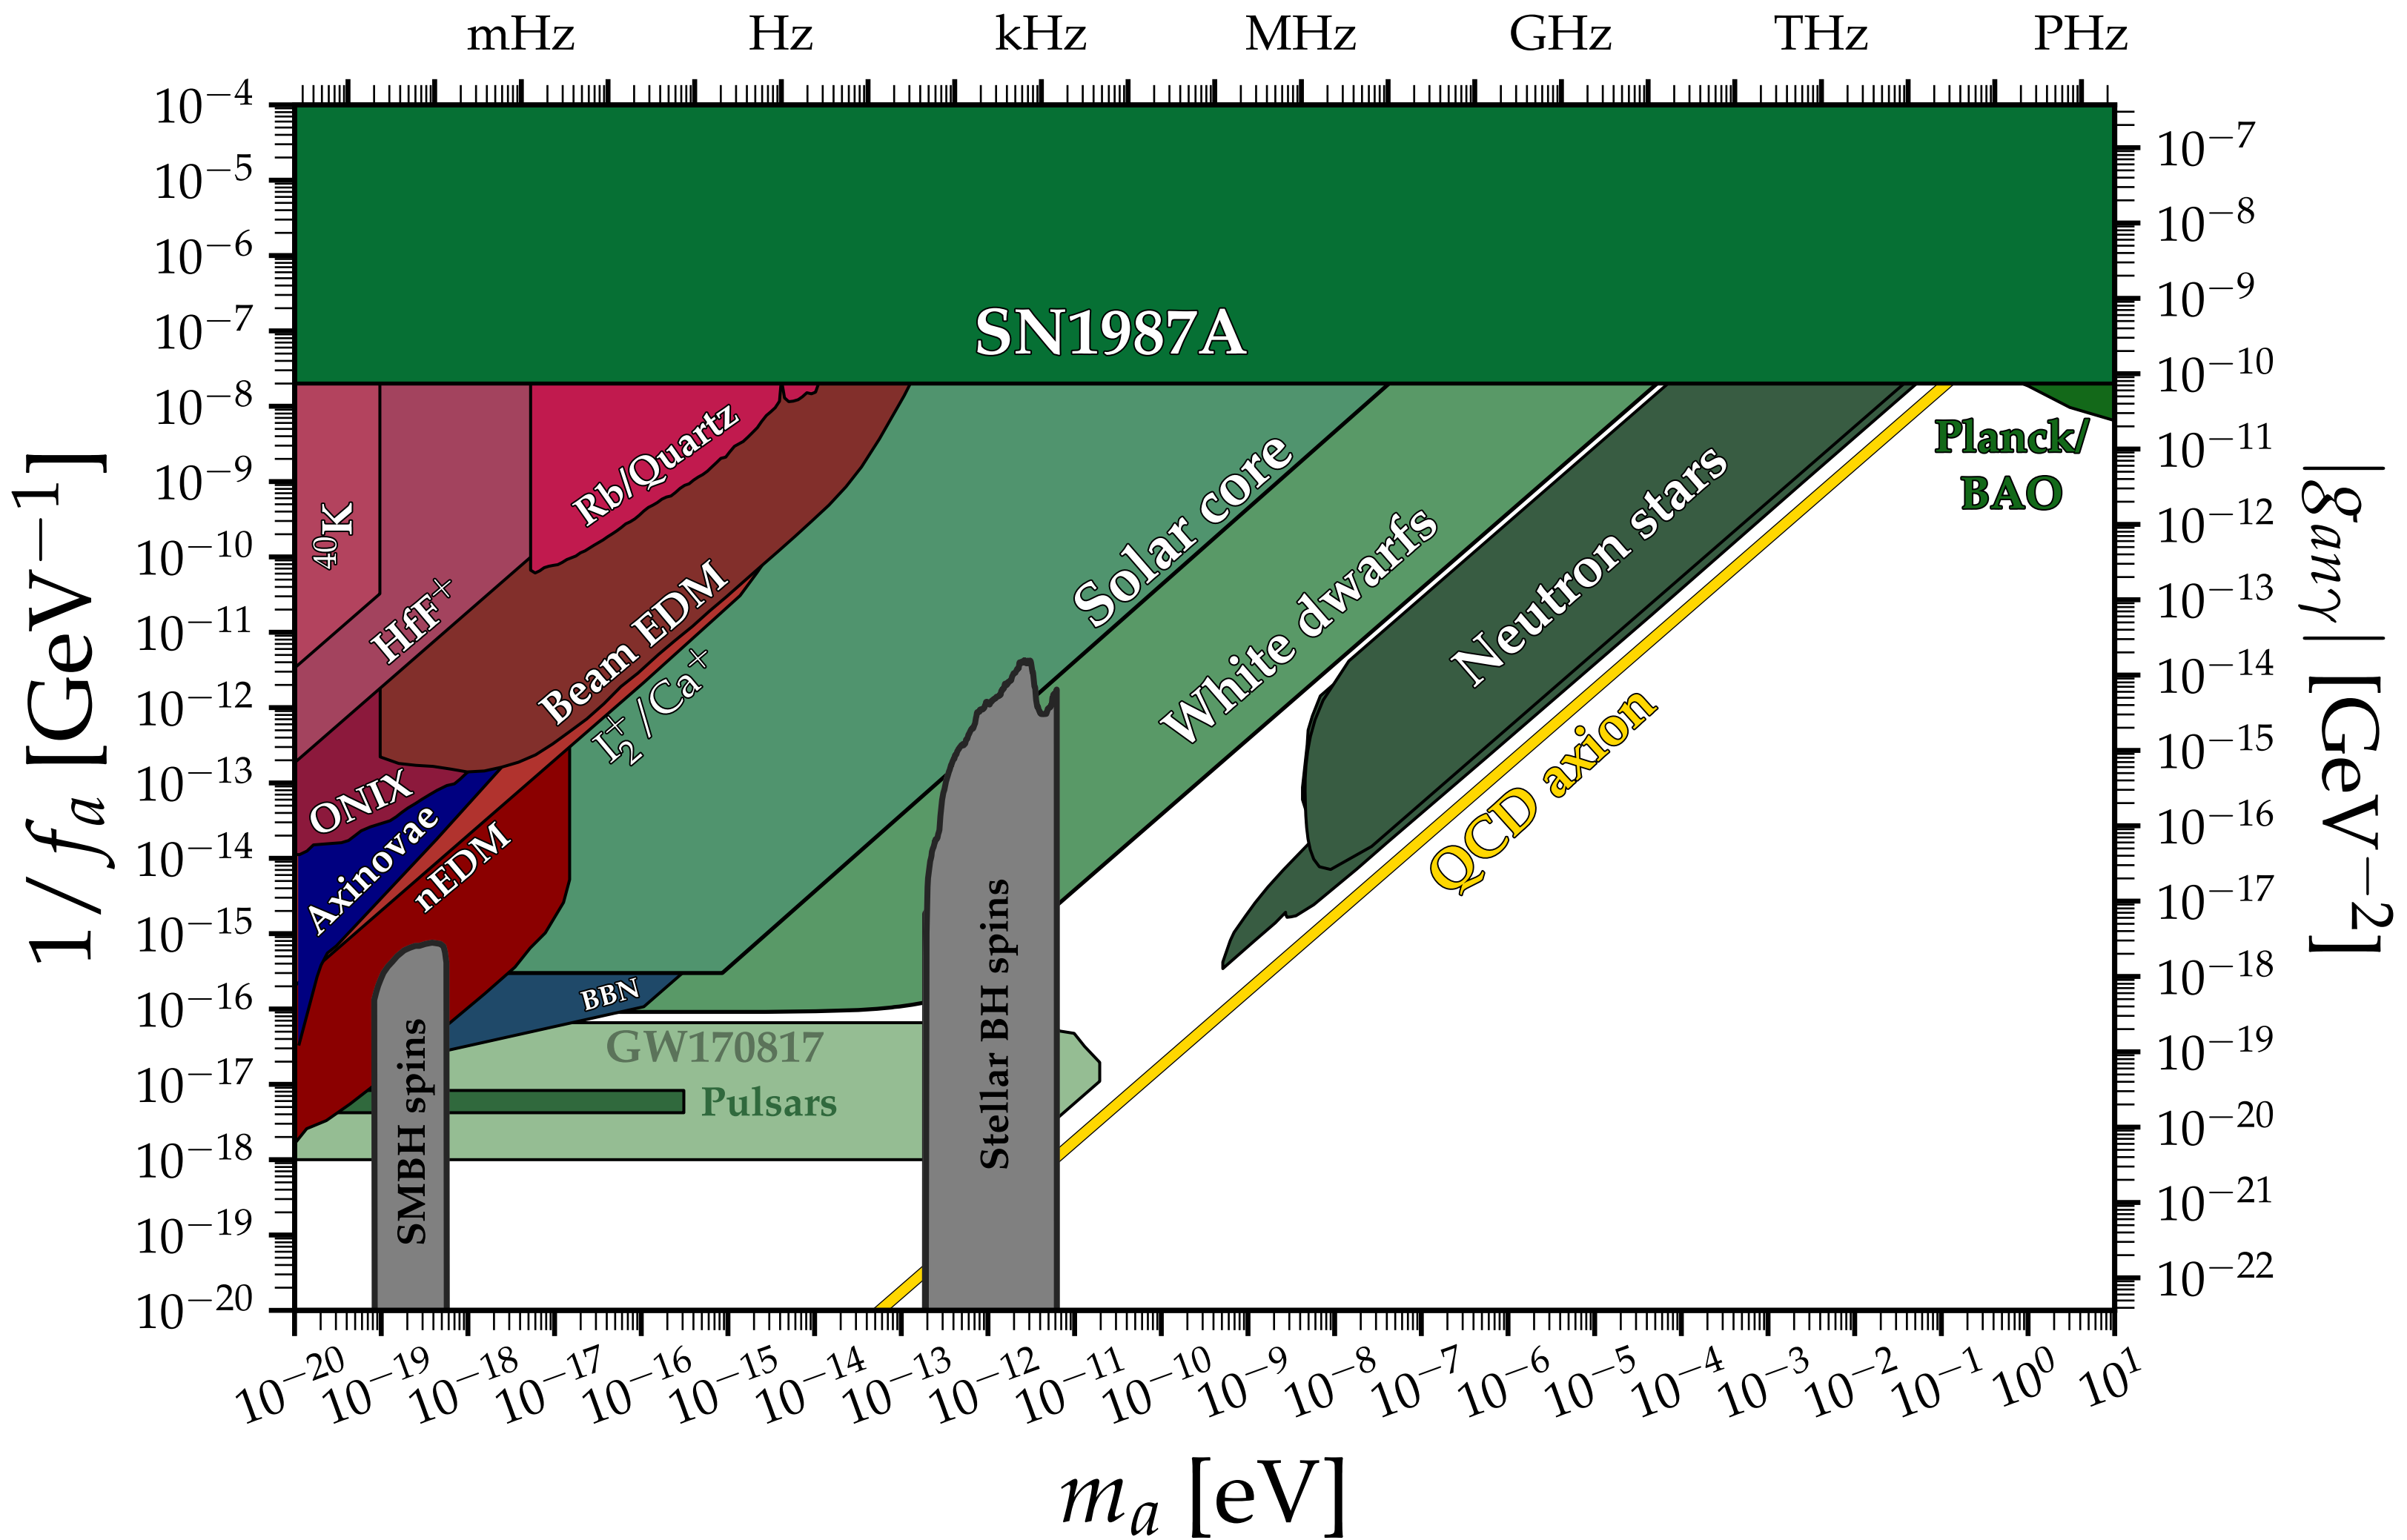 mHz Hz kHz MHz GHz THz PHz
10⁻⁴
10⁻⁵
10⁻⁶
10⁻⁷
10⁻⁸
10⁻⁹
10⁻¹⁰
10⁻¹¹
10⁻¹²
10⁻¹³
10⁻¹⁴
10⁻¹⁵
10⁻¹⁶
10⁻¹⁷
10⁻¹⁸
10⁻¹⁹
10⁻²⁰
1/fₐ [GeV⁻¹]
SN1987A
⁴⁰K
HfF⁺
Rb/Quartz
Beam EDM
I₂⁺/Ca⁺
ONIX
Axinovae
nEDM
Solar core
White dwarfs
Neutron stars
QCD axion
Planck/
BAO
BBN
GW170817
Pulsars
SMBH spins
Stellar BH spins
10⁻⁷
10⁻⁸
10⁻⁹
10⁻¹⁰
10⁻¹¹
10⁻¹²
10⁻¹³
10⁻¹⁴
10⁻¹⁵
10⁻¹⁶
10⁻¹⁷
10⁻¹⁸
10⁻¹⁹
10⁻²⁰
10⁻²¹
10⁻²²
|g_{anγ}| [GeV⁻²]
10⁻²⁰ 10⁻¹⁹ 10⁻¹⁸ 10⁻¹⁷ 10⁻¹⁶ 10⁻¹⁵ 10⁻¹⁴ 10⁻¹³ 10⁻¹² 10⁻¹¹ 10⁻¹⁰ 10⁻⁹ 10⁻⁸ 10⁻⁷ 10⁻⁶ 10⁻⁵ 10⁻⁴ 10⁻³ 10⁻² 10⁻¹ 10⁰ 10¹
mₐ [eV]